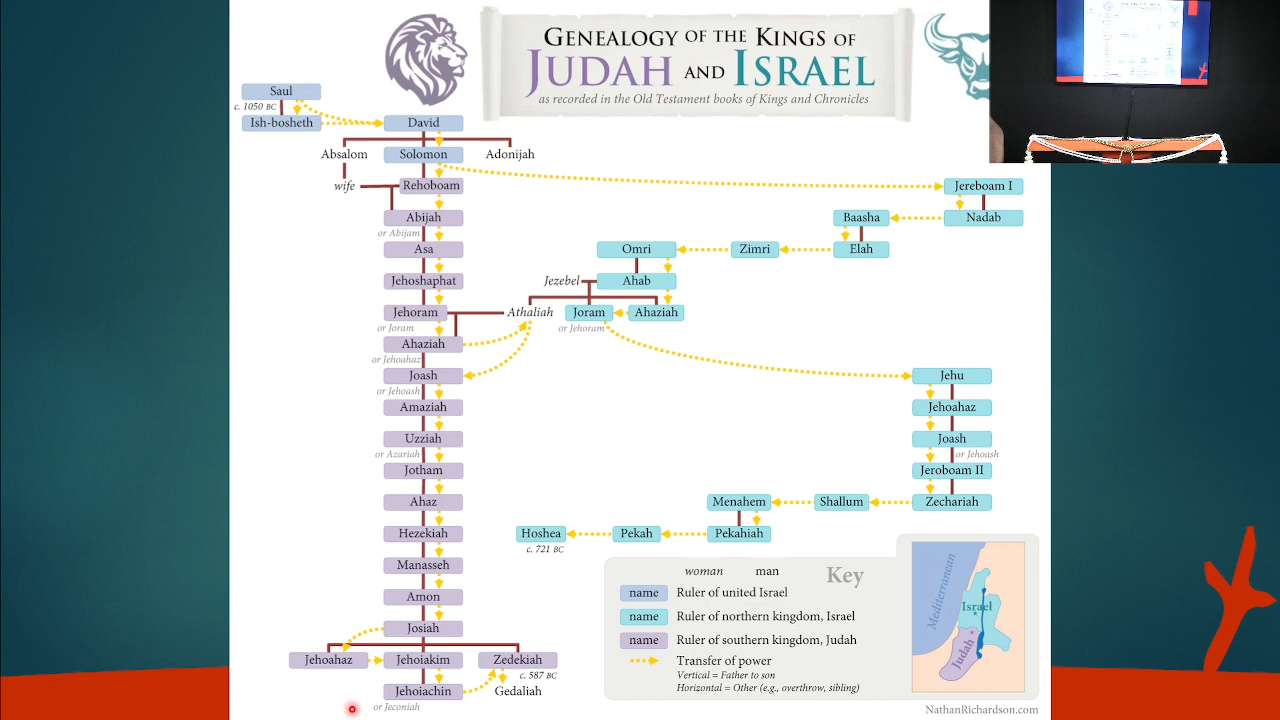 GENEALOGY OF THE KINGS OF
JUDAH AND ISRAEL
as recorded in the Old Testament books of Kings and Chronicles
Saul
c. 1050 BC
Ish-bosheth
David
Absalom
Solomon
Adonijah
wife
Rehoboam
Jereboam I
Abijah
or Abijam
Baasha
Nadab
Asa
Omri
Zimri
Elah
Jehoshaphat
Jezebel
Ahab
Jehoram
or Joram
Athaliah
Joram
or Jehoram
Ahaziah
Ahaziah
or Jehoahaz
Joash
or Jehoash
Jehu
Amaziah
Jehoahaz
Uzziah
or Azariah
Joash
or Jehoash
Jotham
Jeroboam II
Ahaz
Menahem
Shallum
Zechariah
Hezekiah
Hoshea
c. 721 BC
Pekah
Pekahiah
Manasseh
Amon
Josiah
Jehoahaz
Jehoiakim
Zedekiah
c. 587 BC
Jehoiachin
or Jeconiah
Gedaliah
woman man Key
name Ruler of united Israel
name Ruler of northern kingdom, Israel
name Ruler of southern kingdom, Judah
Transfer of power
Vertical = Father to son
Horizontal = Other (e.g., overthrow, sibling)
Mediterranean
Israel
Judah
NathanRichardson.com